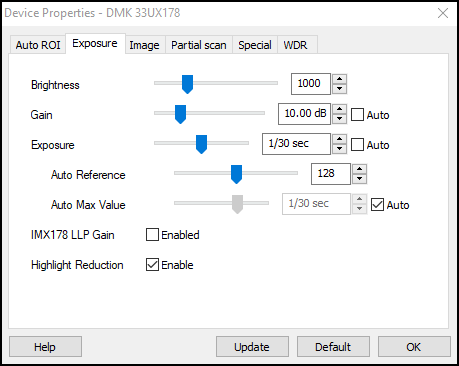 Device Properties - DMK 33UX178
Auto ROI Exposure Image Partial scan Special WDR
Brightness 1000
Gain 10.00 dB Auto
Exposure 1/30 sec Auto
Auto Reference 128
Auto Max Value 1/30 sec Auto
IMX178 LLP Gain Enabled
Highlight Reduction Enable
Help Update Default OK